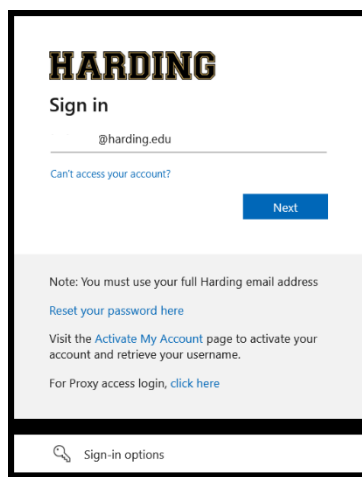 HARDING
Sign in
@harding.edu
Can't access your account?
Next
Note: You must use your full Harding email address
Reset your password here
Visit the Activate My Account page to activate your
account and retrieve your username.
For Proxy access login, click here
Sign-in options